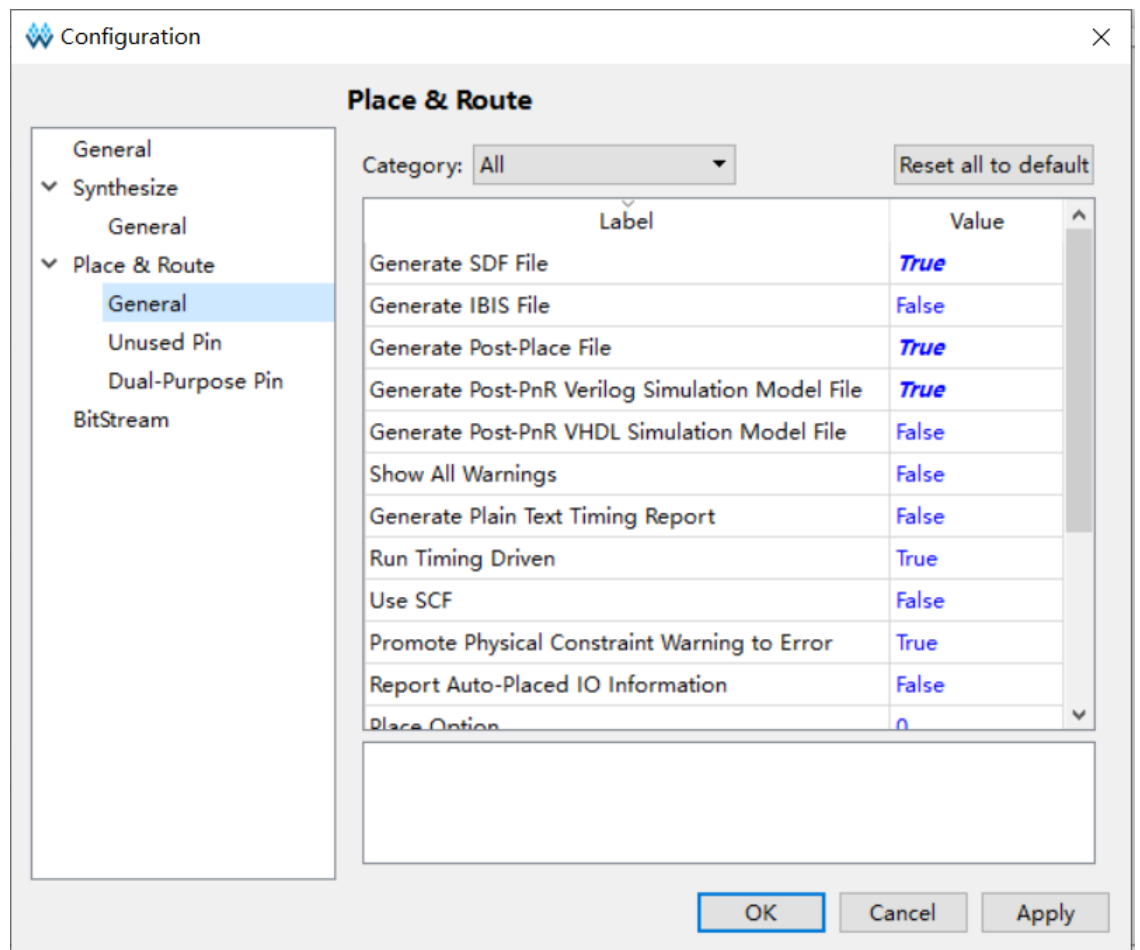 Configuration
Place & Route
General
Synthesize
General
Place & Route
General
Unused Pin
Dual-Purpose Pin
BitStream
Category: All Reset all to default
Label Value
Generate SDF File True
Generate IBIS File False
Generate Post-Place File True
Generate Post-PnR Verilog Simulation Model File True
Generate Post-PnR VHDL Simulation Model File False
Show All Warnings False
Generate Plain Text Timing Report False
Run Timing Driven True
Use SCF False
Promote Physical Constraint Warning to Error True
Report Auto-Placed IO Information False
Place Option 0
OK Cancel Apply